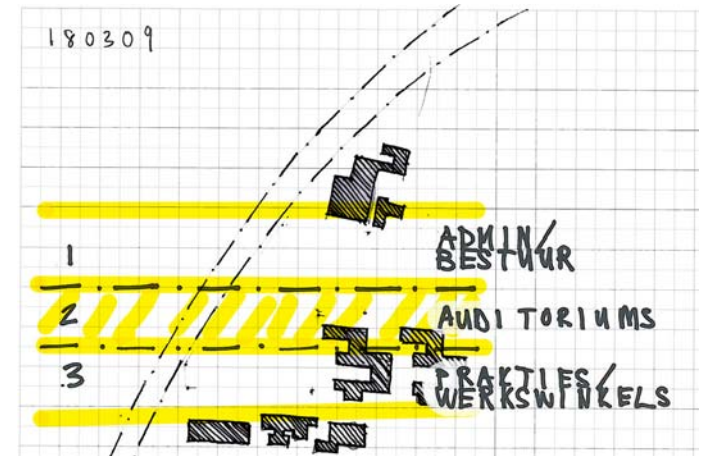 180309
1
ADMIN/
BESTUUR
2
AUDITORIUMS
3
PRAKTIES/
WERKSWINKELS